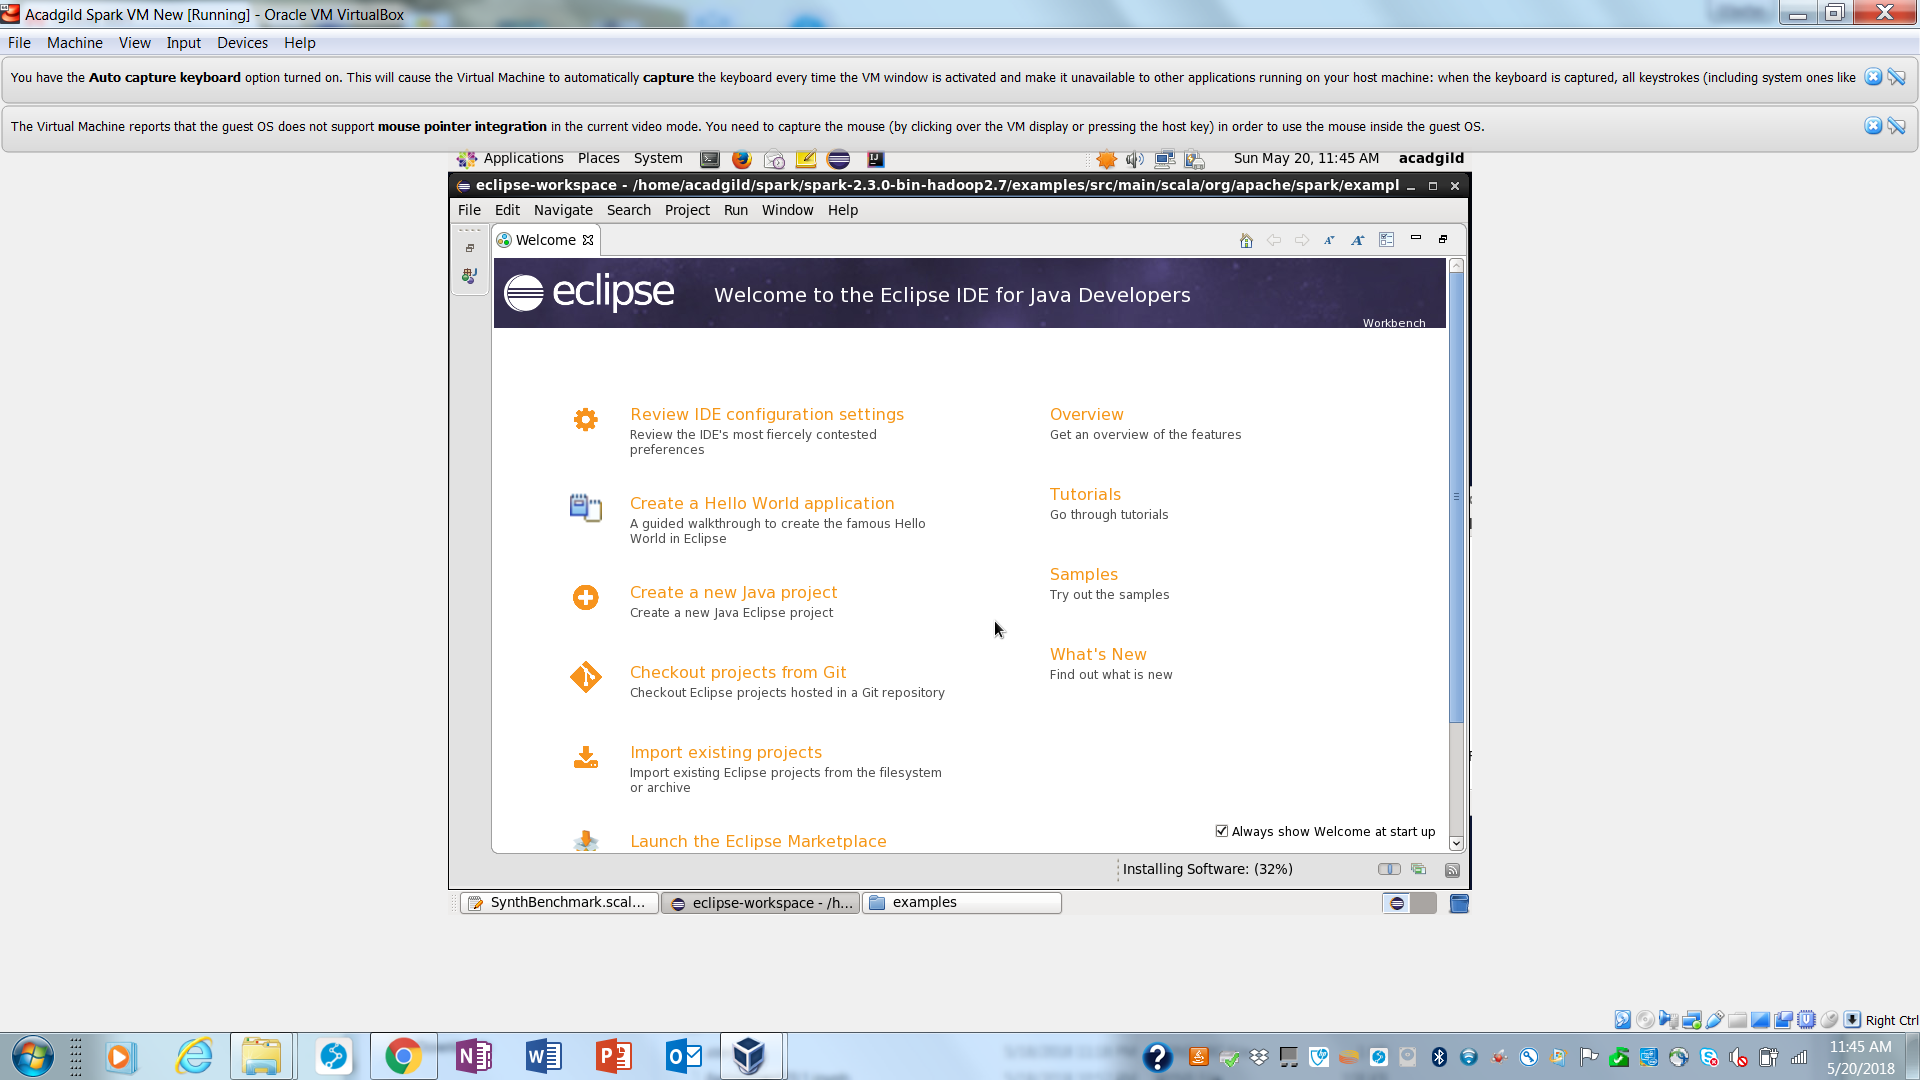 Acadgild Spark VM New [Running] - Oracle VM VirtualBox
File Machine View Input Devices Help
You have the Auto capture keyboard option turned on. This will cause the Virtual Machine to automatically capture the keyboard every time the VM window is activated and make it unavailable to other applications running on your host machine: when the keyboard is captured, all keystrokes (including system ones like
The Virtual Machine reports that the guest OS does not support mouse pointer integration in the current video mode. You need to capture the mouse (by clicking over the VM display or pressing the host key) in order to use the mouse inside the guest OS.
Applications Places System Sun May 20, 11:45 AM acadgild
eclipse-workspace - /home/acadgild/spark/spark-2.3.0-bin-hadoop2.7/examples/src/main/scala/org/apache/spark/exampl
File Edit Navigate Search Project Run Window Help
Welcome
eclipse Welcome to the Eclipse IDE for Java Developers
Workbench
Review IDE configuration settings
Review the IDE's most fiercely contested
preferences
Create a Hello World application
A guided walkthrough to create the famous Hello
World in Eclipse
Create a new Java project
Create a new Java Eclipse project
Checkout projects from Git
Checkout Eclipse projects hosted in a Git repository
Import existing projects
Import existing Eclipse projects from the filesystem
or archive
Launch the Eclipse Marketplace
Overview
Get an overview of the features
Tutorials
Go through tutorials
Samples
Try out the samples
What's New
Find out what is new
Always show Welcome at start up
Installing Software: (32%)
SynthBenchmark.scal... eclipse-workspace - /h... examples
Right Ctrl
11:45 AM
5/20/2018